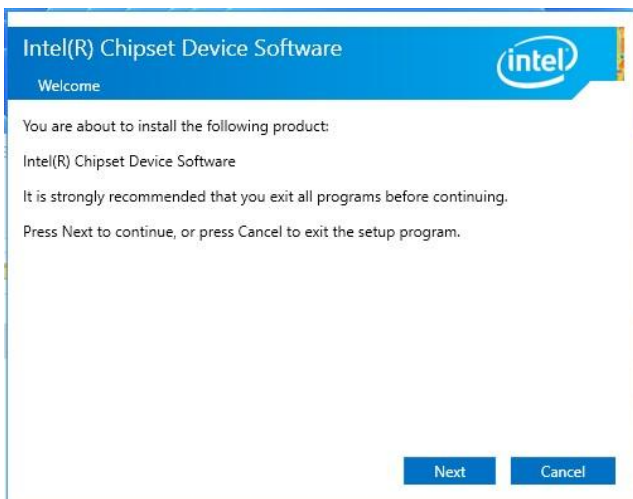 Intel(R) Chipset Device Software
intel
Welcome
You are about to install the following product:
Intel(R) Chipset Device Software
It is strongly recommended that you exit all programs before continuing.
Press Next to continue, or press Cancel to exit the setup program.
Next
Cancel